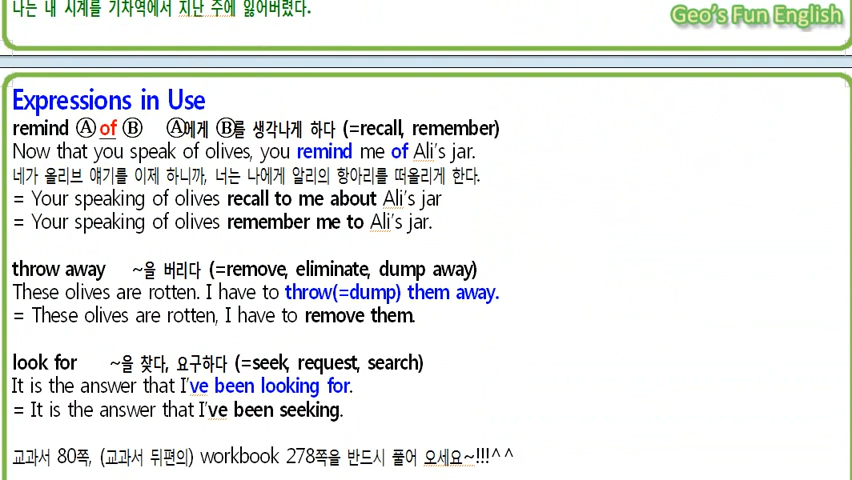 나는 내 시계를 기차역에서 지난 주에 잃어버렸다.
Geo's Fun English
Expressions in Use
remind Ⓐ of Ⓑ Ⓐ에게 Ⓑ를 생각나게 하다 (=recall, remember)
Now that you speak of olives, you remind me of Ali's jar.
네가 올리브 얘기를 이제 하니까, 너는 나에게 알리의 항아리를 떠올리게 한다.
= Your speaking of olives recall to me about Ali's jar
= Your speaking of olives remember me to Ali's jar.
throw away ~을 버리다 (=remove, eliminate, dump away)
These olives are rotten. I have to throw(=dump) them away.
= These olives are rotten, I have to remove them.
look for ~을 찾다, 요구하다 (=seek, request, search)
It is the answer that I've been looking for.
= It is the answer that I've been seeking.
교과서 80쪽, (교과서 뒤편의) workbook 278쪽을 반드시 풀어 오세요~!!!^^